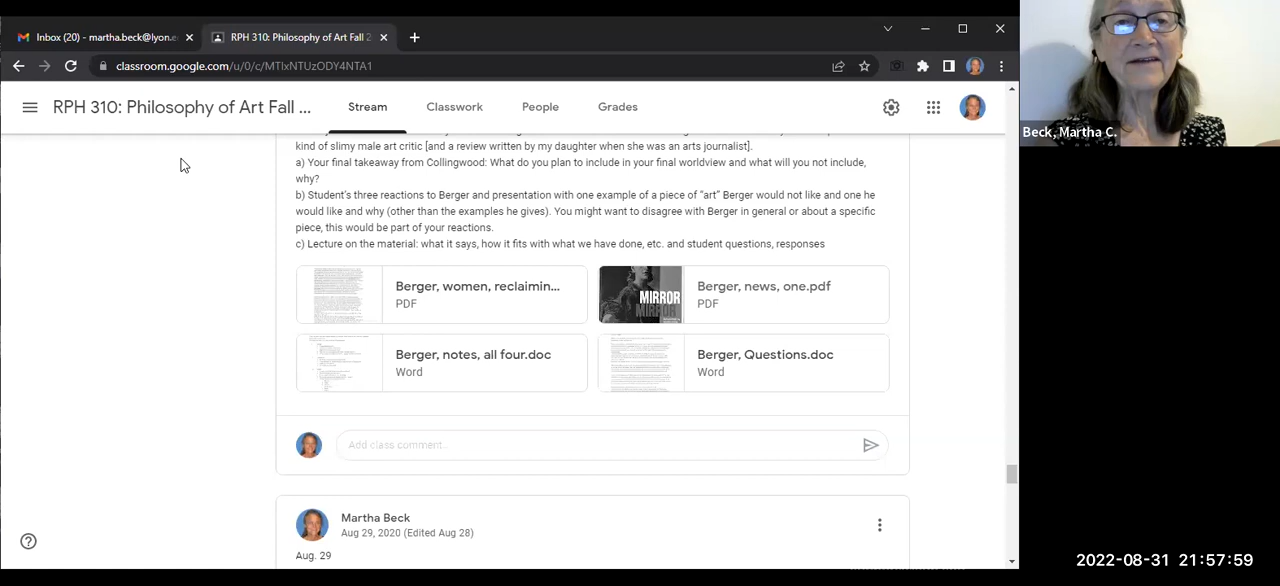 Inbox (20) - martha.beck@lyon.e
RPH 310: Philosophy of Art Fall 2
classroom.google.com/u/0/c/MTIxNTUzODY4NTA1
RPH 310: Philosophy of Art Fall ...
Stream
Classwork
People
Grades
Beck, Martha C.
kind of slimy male art critic [and a review written by my daughter when she was an arts journalist].
a) Your final takeaway from Collingwood: What do you plan to include in your final worldview and what will you not include,
why?
b) Student's three reactions to Berger and presentation with one example of a piece of "art" Berger would not like and one he
would like and why (other than the examples he gives). You might want to disagree with Berger in general or about a specific
piece, this would be part of your reactions.
c) Lecture on the material: what it says, how it fits with what we have done, etc. and student questions, responses
Berger, women, reclaimin...
PDF
MIRROR
MIRROR
Berger, news, one.pdf
PDF
Berger, notes, all four.doc
Word
Berger, Questions.doc
Word
Add class comment...
Martha Beck
Aug 29, 2020 (Edited Aug 28)
Aug. 29
2022-08-31 21:57:59